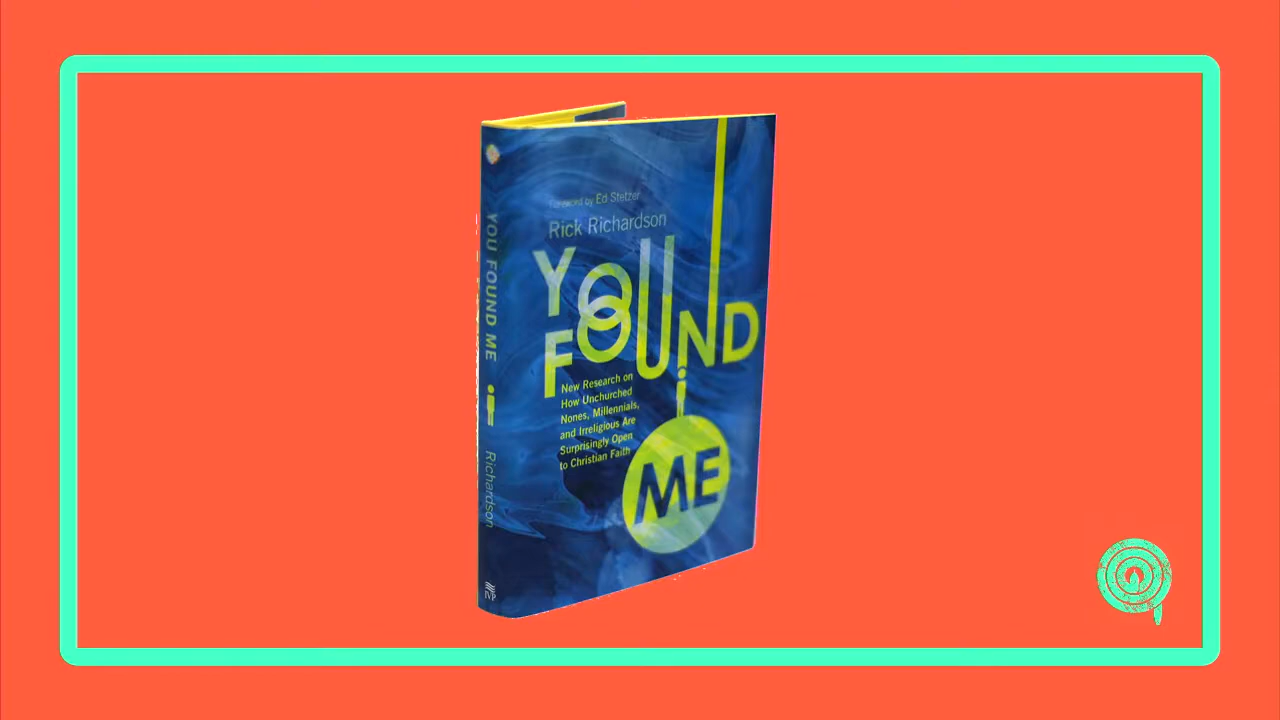 Foreword by Ed Stetzer
Rick Richardson
YOU
FOUND
New Research on
How Unchurched
Nones, Millennials,
and Irreligious Are
Surprisingly Open
to Christian Faith
ME
YOU FOUND ME
Richardson
IVP